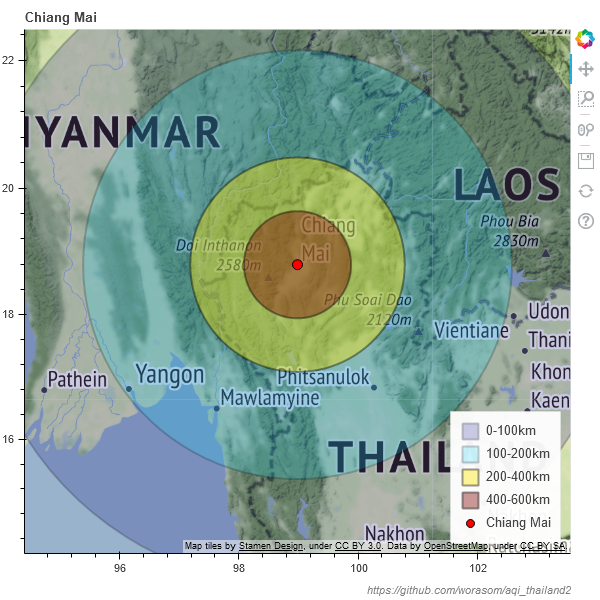 Chiang Mai
22
3142m
MYANMAR
20
LAOS
Phou Bia
2830m
Chiang
Mai
Doi Inthanon
2580m
Phu Soai Dao
2120m
18
Vientiane
Udon
Thani
Khon
Kaen
Pathein
Yangon
Phitsanulok
Mawlamyine
16
THAILAND
Nakhon
0-100km
100-200km
200-400km
400-600km
Chiang Mai
Map tiles by Stamen Design, under CC BY 3.0. Data by OpenStreetMap, under CC BY SA
96
98
100
102
https://github.com/worasom/aqi_thailand2